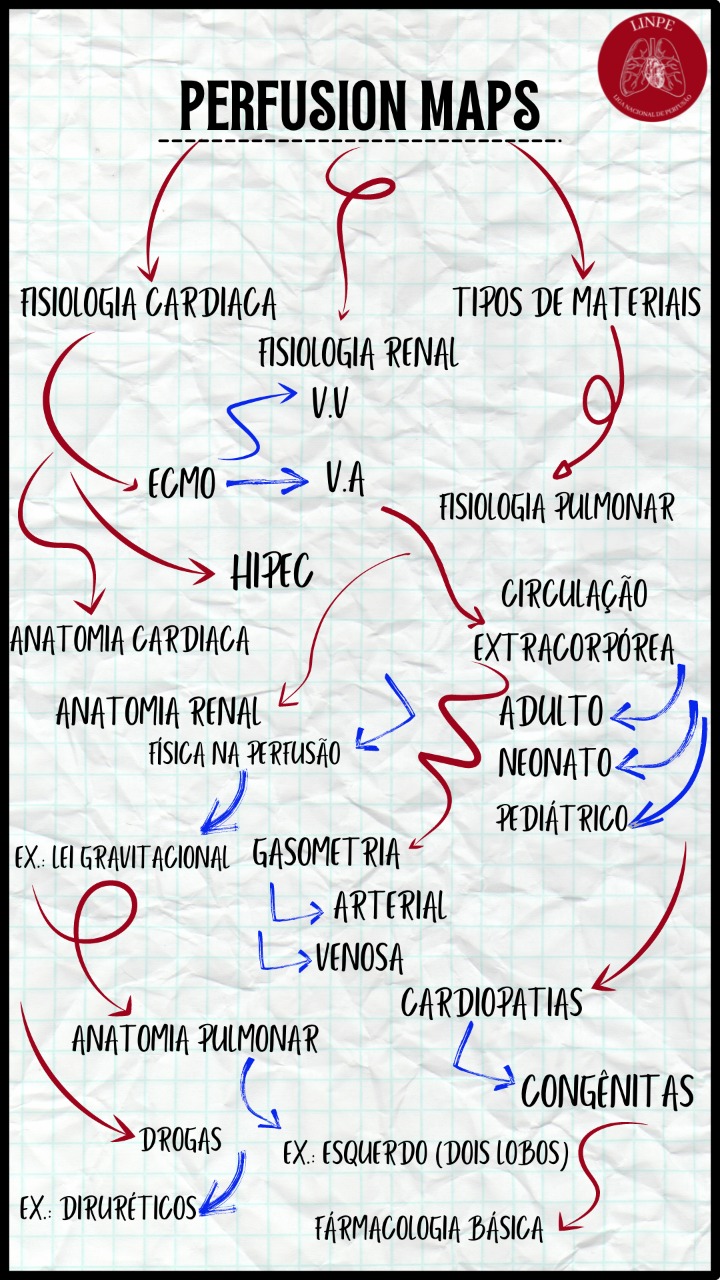 LINPE
LIGA NACIONAL DE PERFUSÃO
PERFUSION MAPS
FISIOLOGIA CARDIACA
TIPOS DE MATERIAIS
FISIOLOGIA RENAL
V.V
ECMO
V.A
FISIOLOGIA PULMONAR
HIPEC
CIRCULAÇÃO
EXTRACORPÓREA
ANATOMIA CARDIACA
ANATOMIA RENAL
ADULTO
FÍSICA NA PERFUSÃO
NEONATO
PEDIÁTRICO
EX.: LEI GRAVITACIONAL
GASOMETRIA
ARTERIAL
VENOSA
CARDIOPATIAS
ANATOMIA PULMONAR
CONGÊNITAS
DROGAS
EX.: ESQUERDO (DOIS LOBOS)
EX.: DIRURÉTICOS
FÁRMACOLOGIA BÁSICA